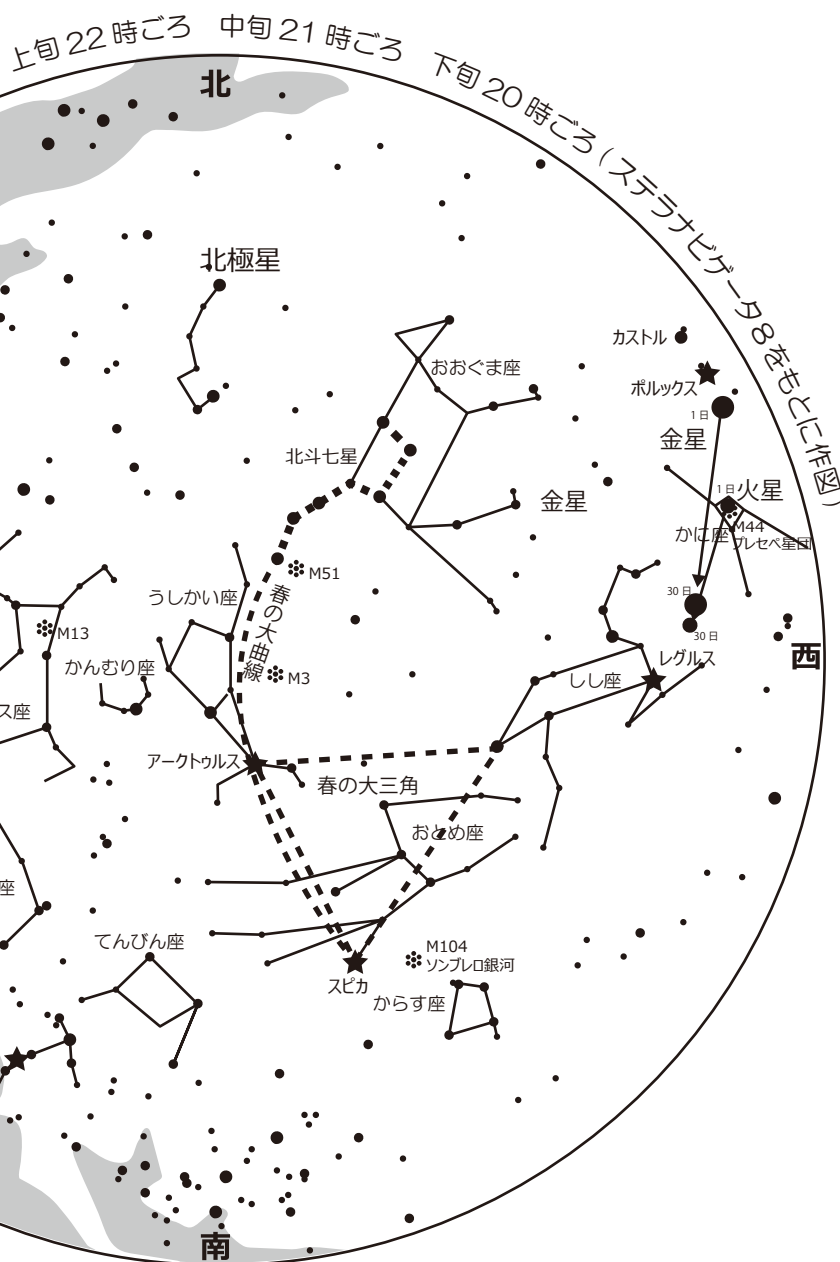 上旬 22 時ごろ 中旬 21 時ごろ 下旬 20 時ごろ (ステラナビゲータ8をもとに作図)
北
北極星
カストル
おおぐま座
ポルックス
1日
金星
北斗七星
1日
火星
金星
かに座
M44
プレセペ星団
M51
うしかい座
春の大曲線
30日
M13
30日
かんむり座
M3
レグルス
西
しし座
ス座
アークトゥルス
春の大三角
おとめ座
座
てんびん座
M104
ソンブレロ銀河
スピカ
からす座
南